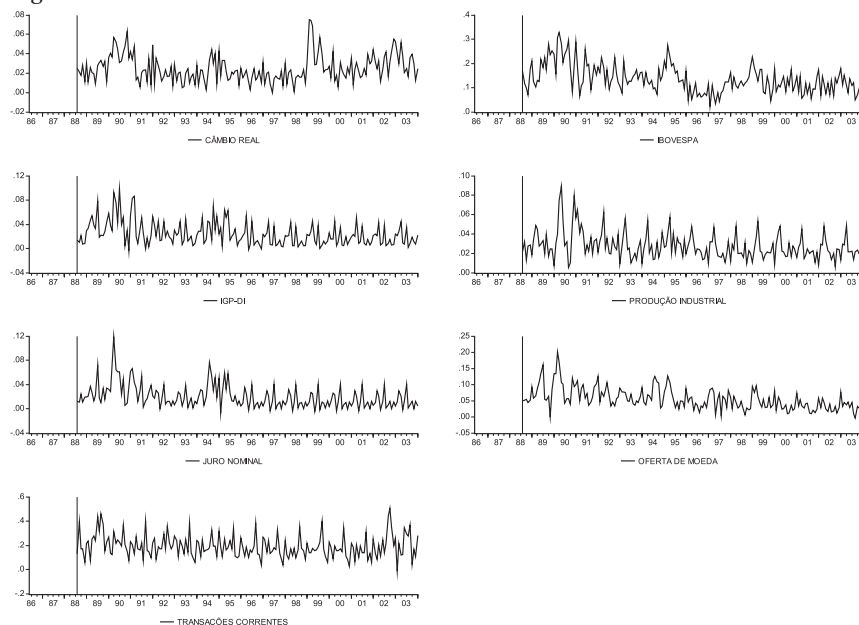 .08
.06
.04
.02
.00
-.02
86 87 88 89 90 91 92 93 94 95 96 97 98 99 00 01 02 03
CÂMBIO REAL
.4
.3
.2
.1
.0
86 87 88 89 90 91 92 93 94 95 96 97 98 99 00 01 02 03
IBOVESPA
.12
.08
.04
.00
-.04
86 87 88 89 90 91 92 93 94 95 96 97 98 99 00 01 02 03
IGP-DI
.10
.08
.06
.04
.02
.00
86 87 88 89 90 91 92 93 94 95 96 97 98 99 00 01 02 03
PRODUÇÃO INDUSTRIAL
.12
.08
.04
.00
-.04
86 87 88 89 90 91 92 93 94 95 96 97 98 99 00 01 02 03
JURO NOMINAL
.25
.20
.15
.10
.05
.00
-.05
86 87 88 89 90 91 92 93 94 95 96 97 98 99 00 01 02 03
OFERTA DE MOEDA
.6
.4
.2
.0
-.2
86 87 88 89 90 91 92 93 94 95 96 97 98 99 00 01 02 03
TRANSAÇÕES CORRENTES